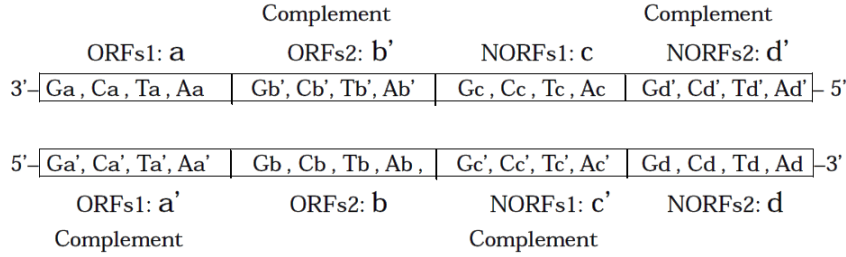 Complement Complement
ORFs1: a ORFs2: b’ NORFs1: c NORFs2: d’
3’– Ga , Ca , Ta , Aa Gb’, Cb’, Tb’, Ab’ Gc , Cc , Tc , Ac Gd’, Cd’, Td’, Ad’ – 5’
5’– Ga’, Ca’, Ta’, Aa’ Gb , Cb , Tb , Ab , Gc’, Cc’, Tc’, Ac’ Gd , Cd , Td , Ad –3’
ORFs1: a’ ORFs2: b NORFs1: c’ NORFs2: d
Complement Complement